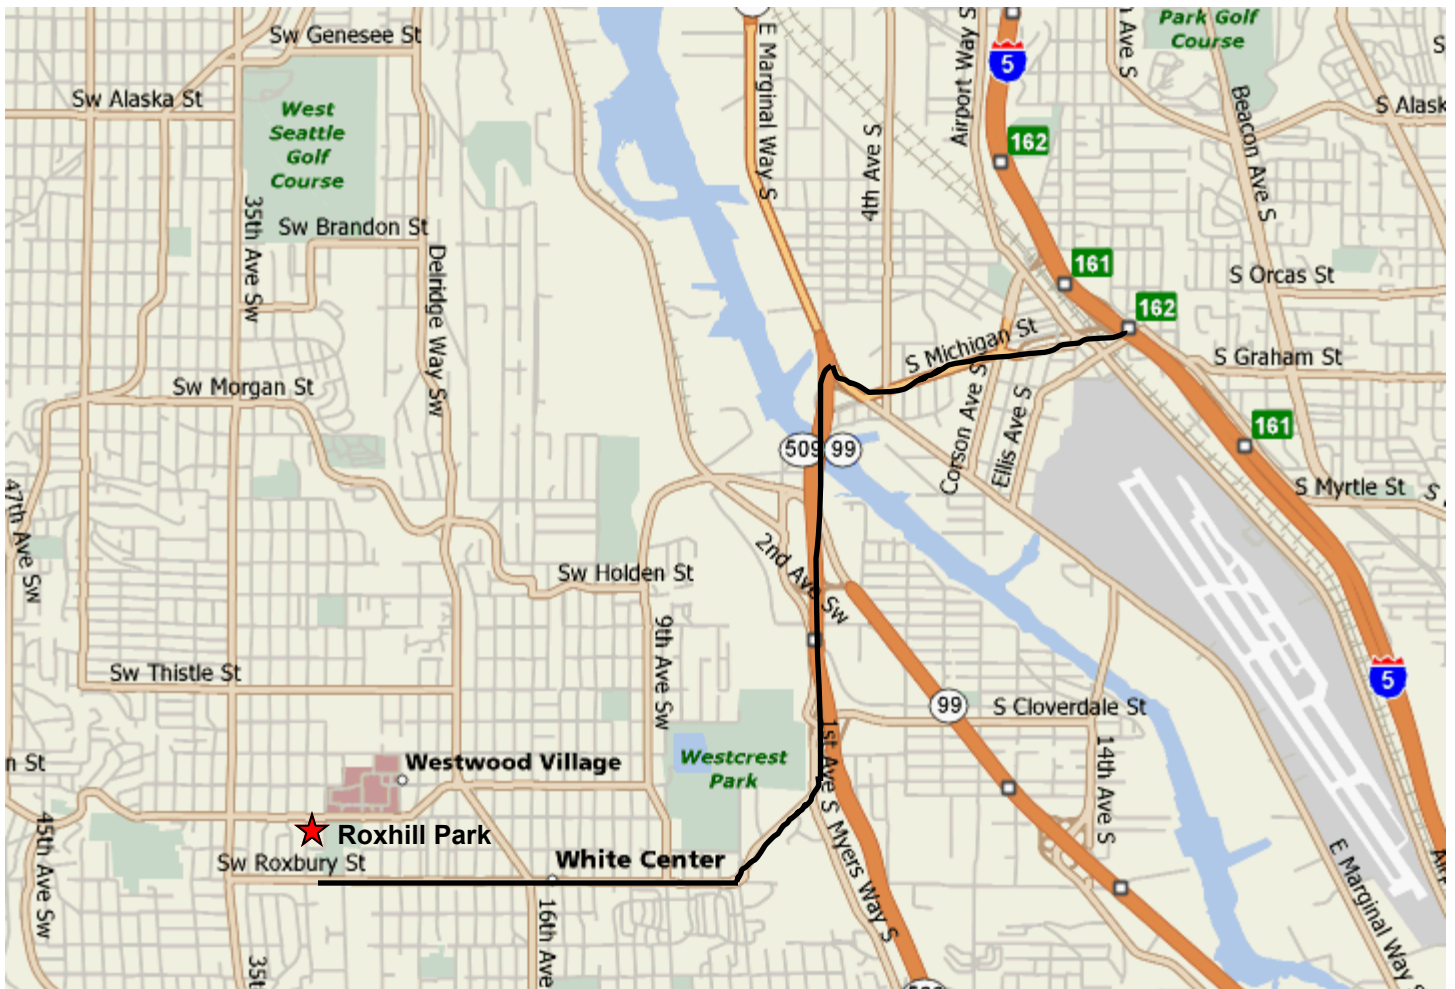 Sw Genesee St
E Marginal Way S
Airport Way S
Ave S
Park Golf
Course
5
Sw Alaska St
West
Seattle
Golf
Course
162
4th Ave S
Beacon Ave S
S Alask
35th Ave Sw
Sw Brandon St
Delridge Way Sw
161
S Orcas St
162
S Michigan St
S Graham St
Sw Morgan St
Corson Ave S
Ellis Ave S
161
509
99
47th Ave Sw
S Myrtle St
S
2nd Ave Sw
Sw Holden St
9th Ave Sw
Sw Thistle St
5
99
S Cloverdale St
1st Ave S
14th Ave S
n St
Westwood Village
Westcrest
Park
Roxhill Park
45th Ave Sw
Sw Roxbury St
White Center
Myers Way S
E Marginal Way S
16th Ave
35t